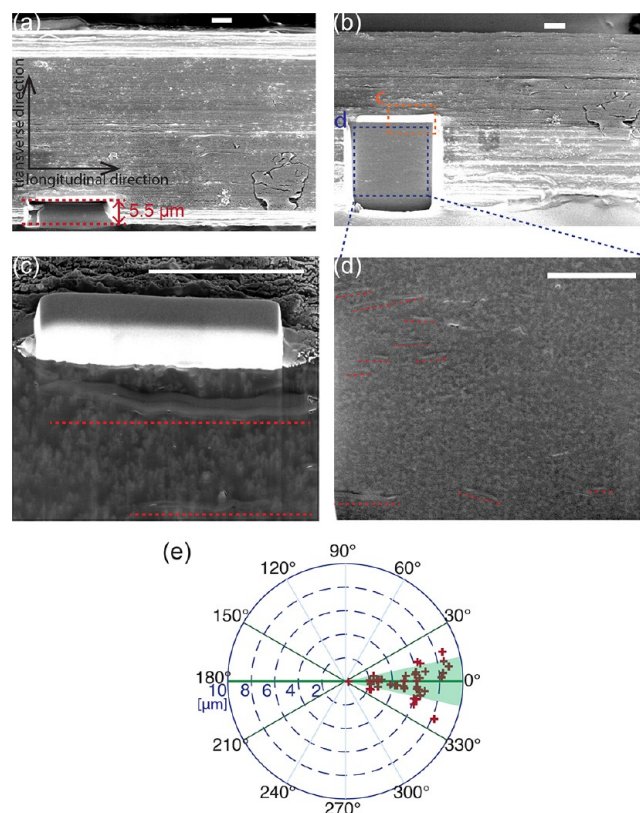 (a)
transverse direction
longitudinal direction
5.5 µm
(b)
c
d
(c)
(d)
(e)
90°
120°
60°
150°
30°
180°
10
8
6
4
2
0°
[µm]
210°
330°
240°
300°
270°